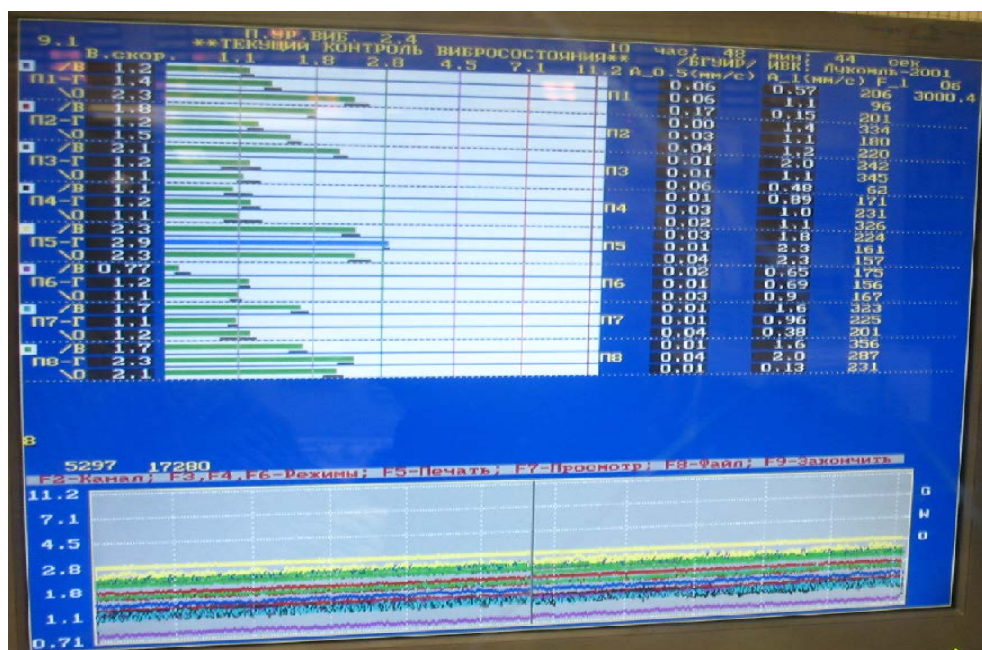 9.1 П.УР.ВИБ. 2.4 10 час; 48 мин; 44 сек
**ТЕКУЩИЙ КОНТРОЛЬ ВИБРОСОСТОЯНИЯ** /БГУИР/ ИВК: Лукомль-2001
В.скор. 1.1 1.8 2.8 4.5 7.1 11.2 A_0.5(мм/с) A_1(мм/с) F_1 Об
/В 1.2 0.06 0.57 206 3000.4
П1-Г 1.4 П1 0.06 1.1 96
\О 2.3 0.17 0.15 201
/В 1.8 0.00 1.4 334
П2-Г 1.2 П2 0.03 1.1 180
\О 1.5 0.04 1.2 220
/В 2.1 0.01 2.0 242
П3-Г 1.2 П3 0.01 1.1 345
\О 1.1 0.06 0.48 62
/В 1.1 0.01 0.89 171
П4-Г 1.2 П4 0.03 1.0 231
\О 1.1 0.02 1.1 326
/В 2.3 0.03 1.8 224
П5-Г 2.9 П5 0.01 2.3 161
\О 2.3 0.04 2.3 157
/В 0.77 0.02 0.65 175
П6-Г 1.2 П6 0.01 0.69 156
\О 1.1 0.03 0.9 167
/В 1.7 0.01 1.6 323
П7-Г 1.1 П7 0.01 0.96 225
\О 1.2 0.04 0.38 201
/В 1.7 0.01 1.6 356
П8-Г 2.3 П8 0.04 2.0 287
\О 2.1 0.01 0.13 231
8
5297 17280
F2-Канал; F3,F4,F6-Режимы; F5-Печать; F7-Просмотр; F8-Файл; F9-Закончить
11.2
7.1
4.5
2.8
1.8
1.1
0.71